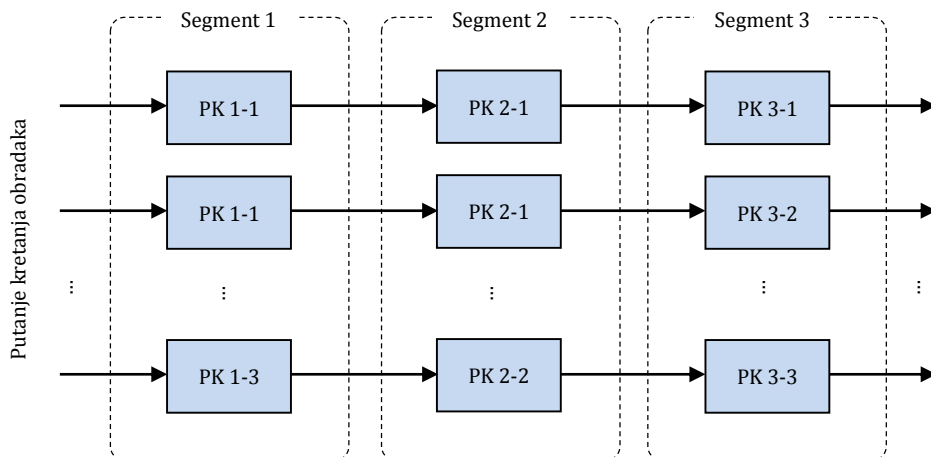 Segment 1
Segment 2
Segment 3
Putanje kretanja obradaka
PK 1-1
PK 2-1
PK 3-1
PK 1-1
PK 2-1
PK 3-2
...
...
...
...
...
PK 1-3
PK 2-2
PK 3-3